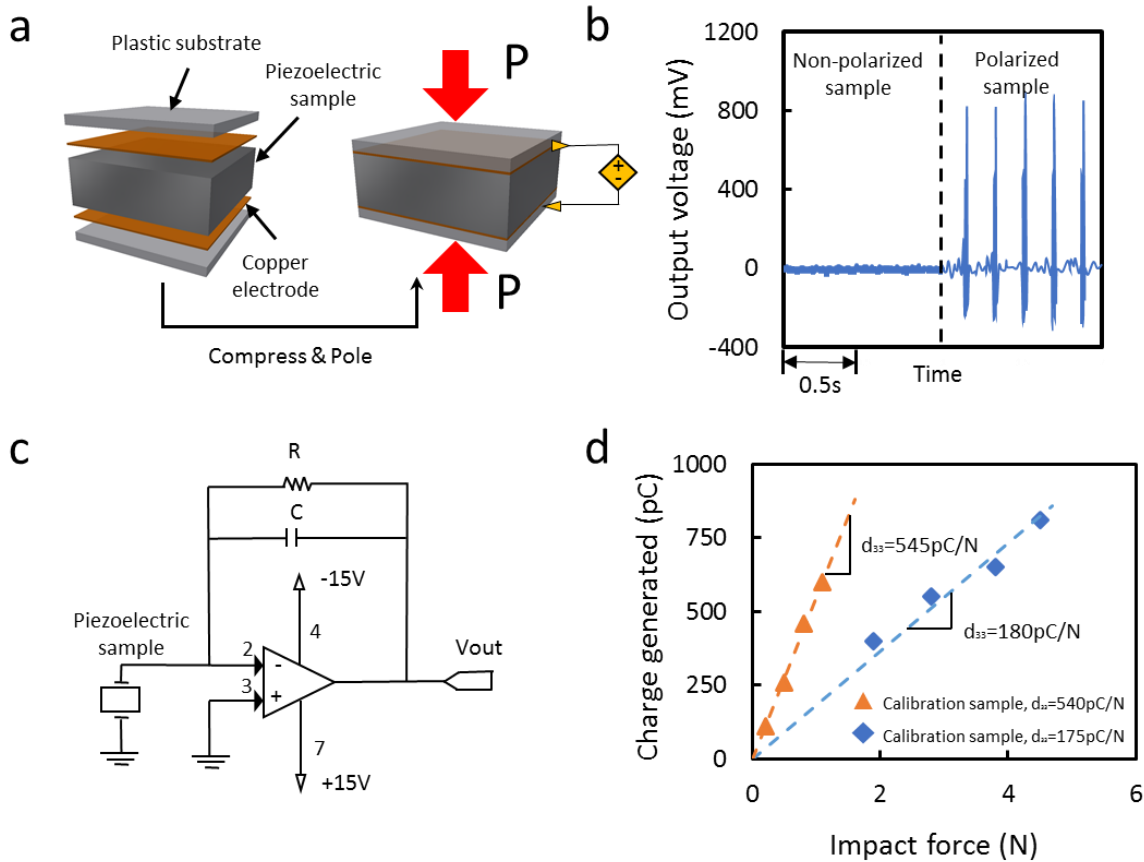 a
Plastic substrate
Piezoelectric
sample
P
+
-
Copper
electrode
P
Compress & Pole
b
Output voltage (mV)
1200
800
400
0
-400
Non-polarized
sample
Polarized
sample
0.5s
Time
c
R
C
-15V
4
Piezoelectric
sample
2
-
3
+
Vout
7
+15V
d
Charge generated (pC)
1000
750
500
250
0
d₃₃=545pC/N
d₃₃=180pC/N
Calibration sample, d₃₃=540pC/N
Calibration sample, d₃₃=175pC/N
0
2
4
6
Impact force (N)